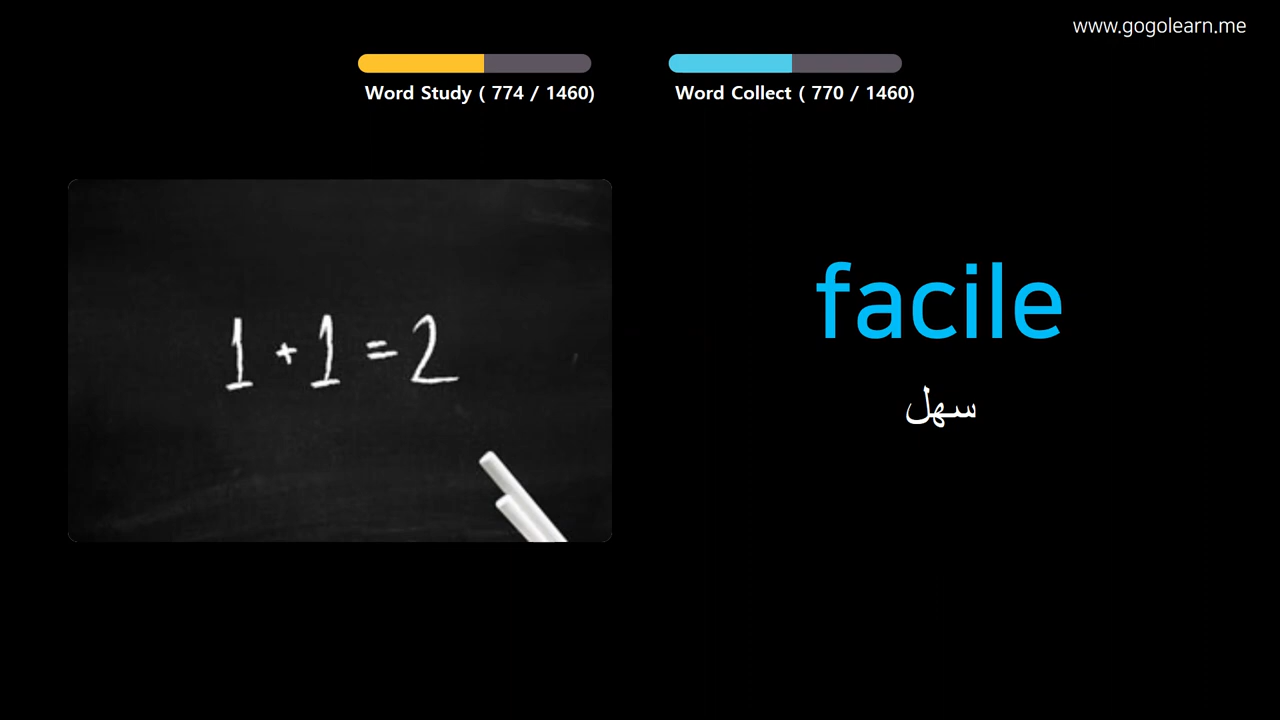 www.gogolearn.me
Word Study ( 774 / 1460)
Word Collect ( 770 / 1460)
1 + 1 = 2
facile
سهل